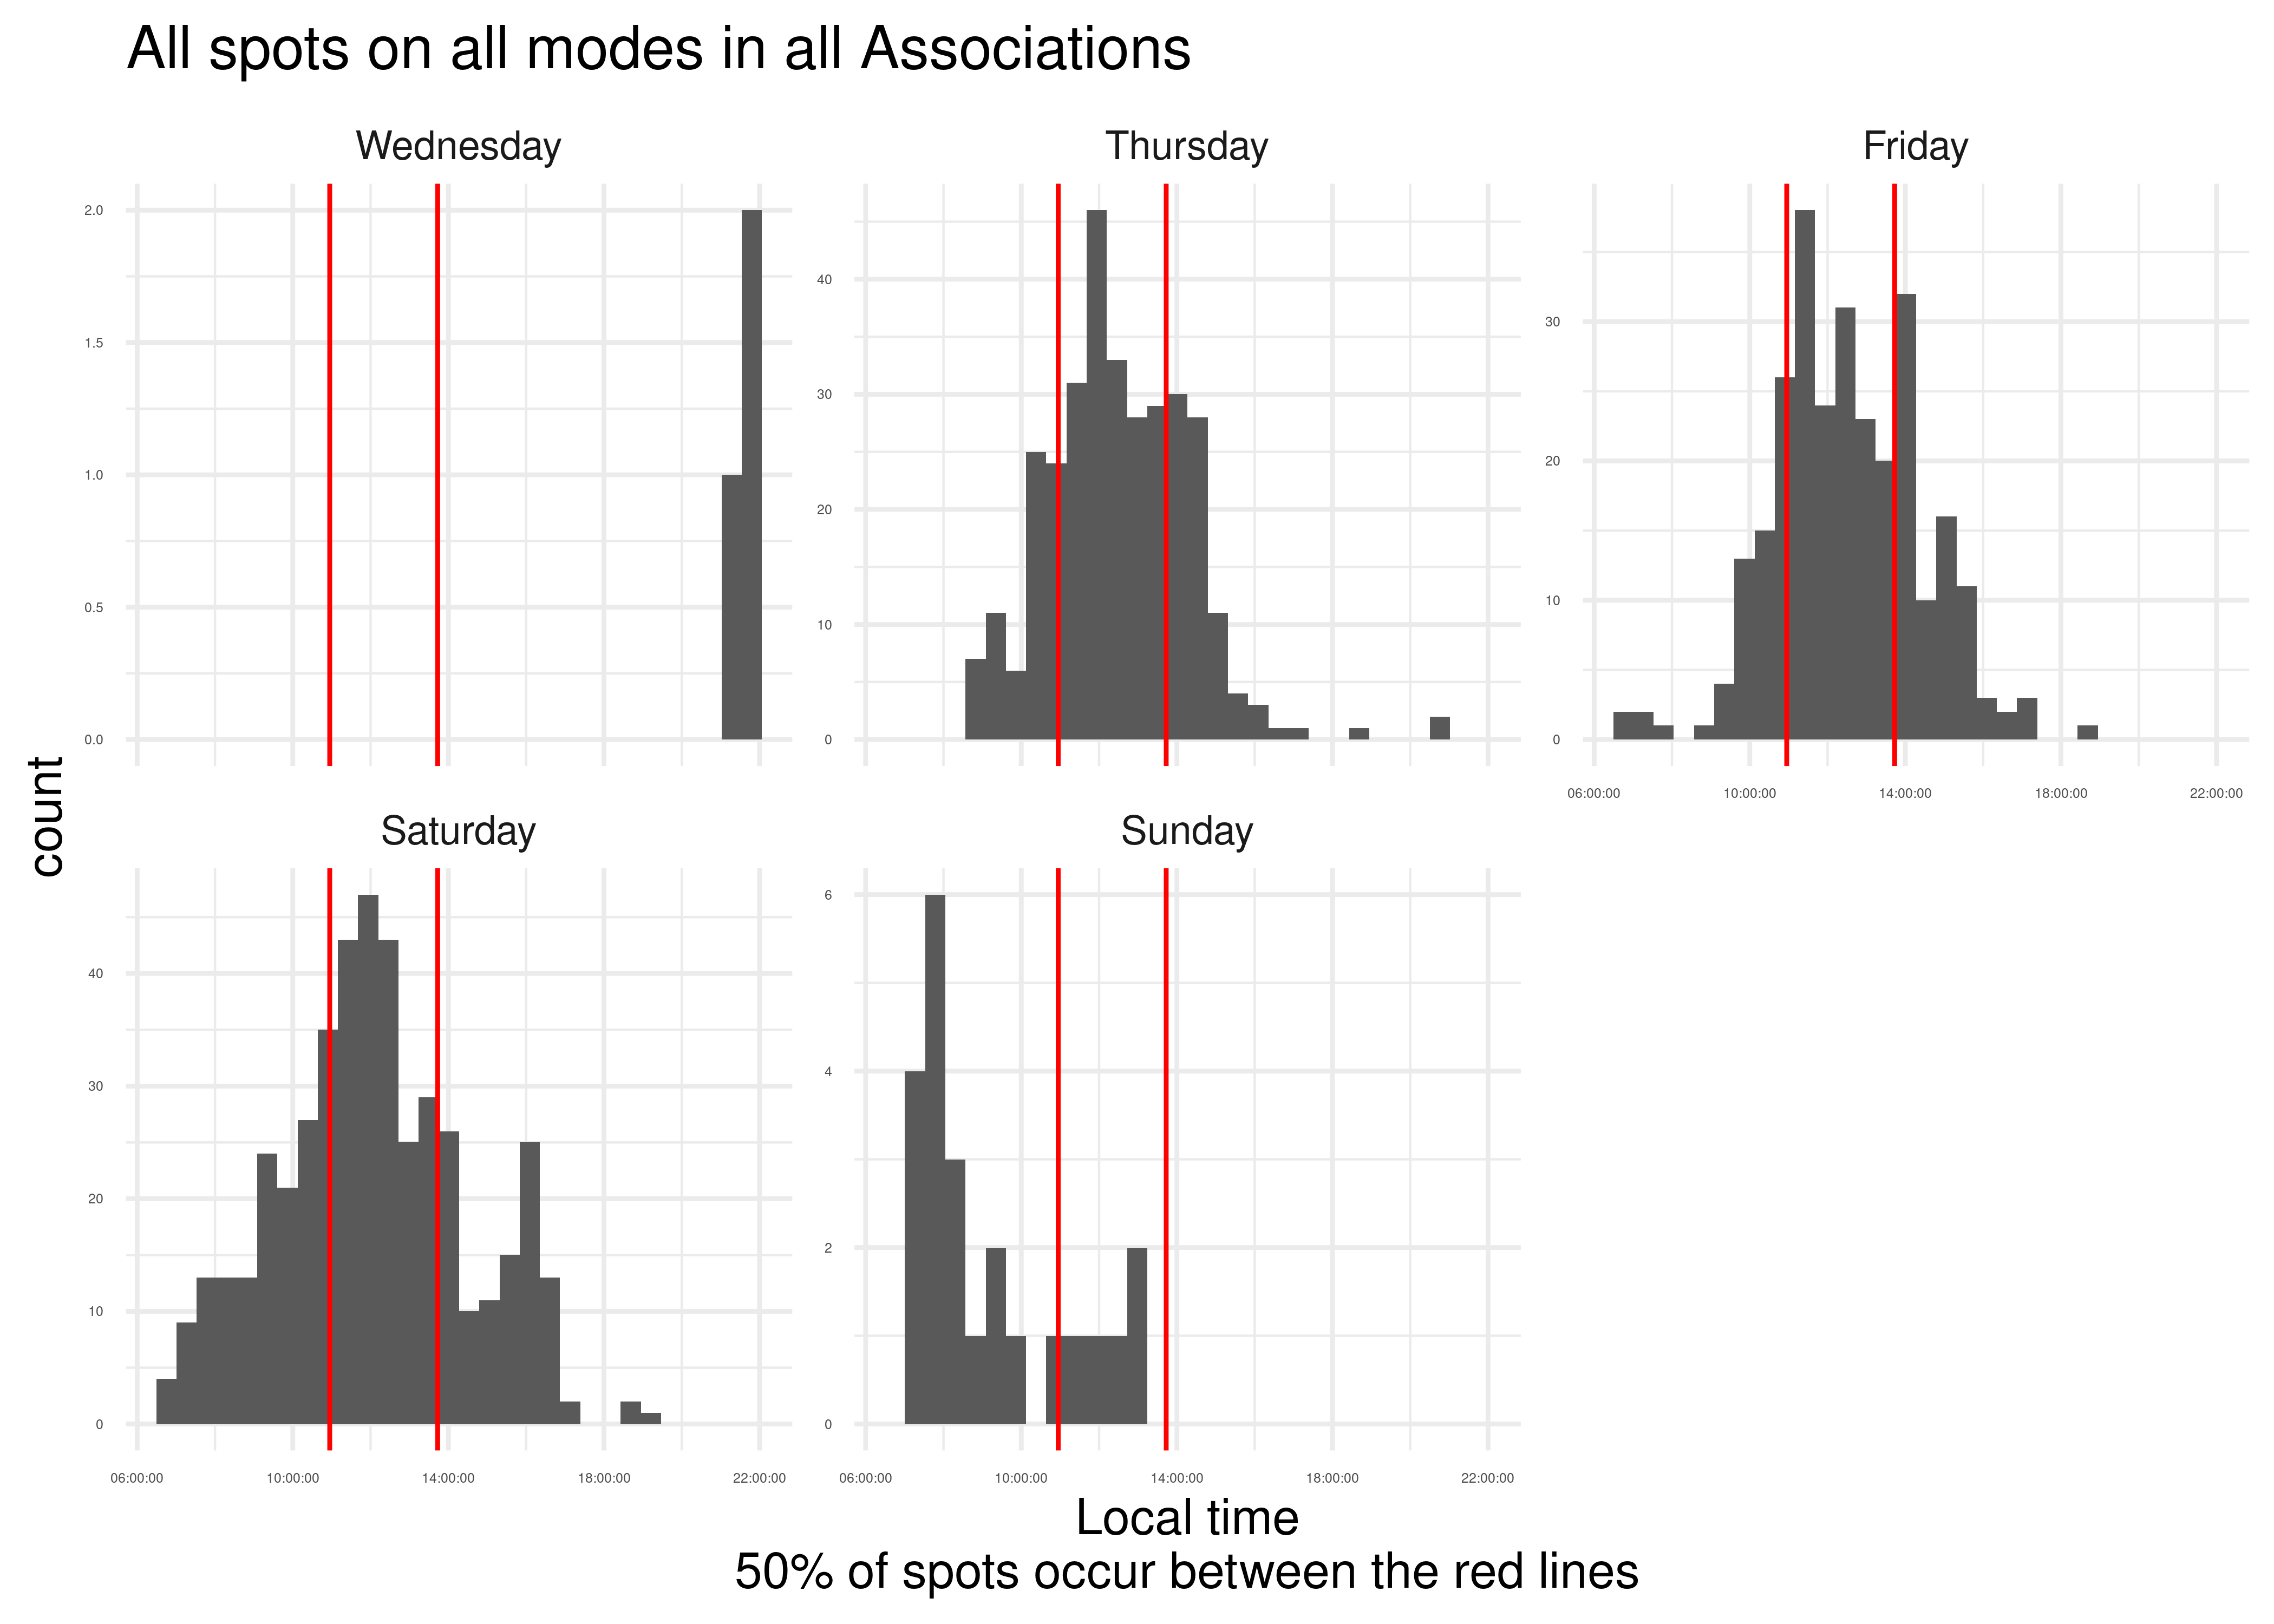 All spots on all modes in all Associations
Wednesday
Thursday
Friday
2.0
1.5
1.0
0.5
0.0
40
30
20
10
0
30
20
10
0
06:00:00 10:00:00 14:00:00 18:00:00 22:00:00
count
Saturday
Sunday
40
30
20
10
0
6
4
2
0
06:00:00 10:00:00 14:00:00 18:00:00 22:00:00
06:00:00 10:00:00 14:00:00 18:00:00 22:00:00
Local time
50% of spots occur between the red lines